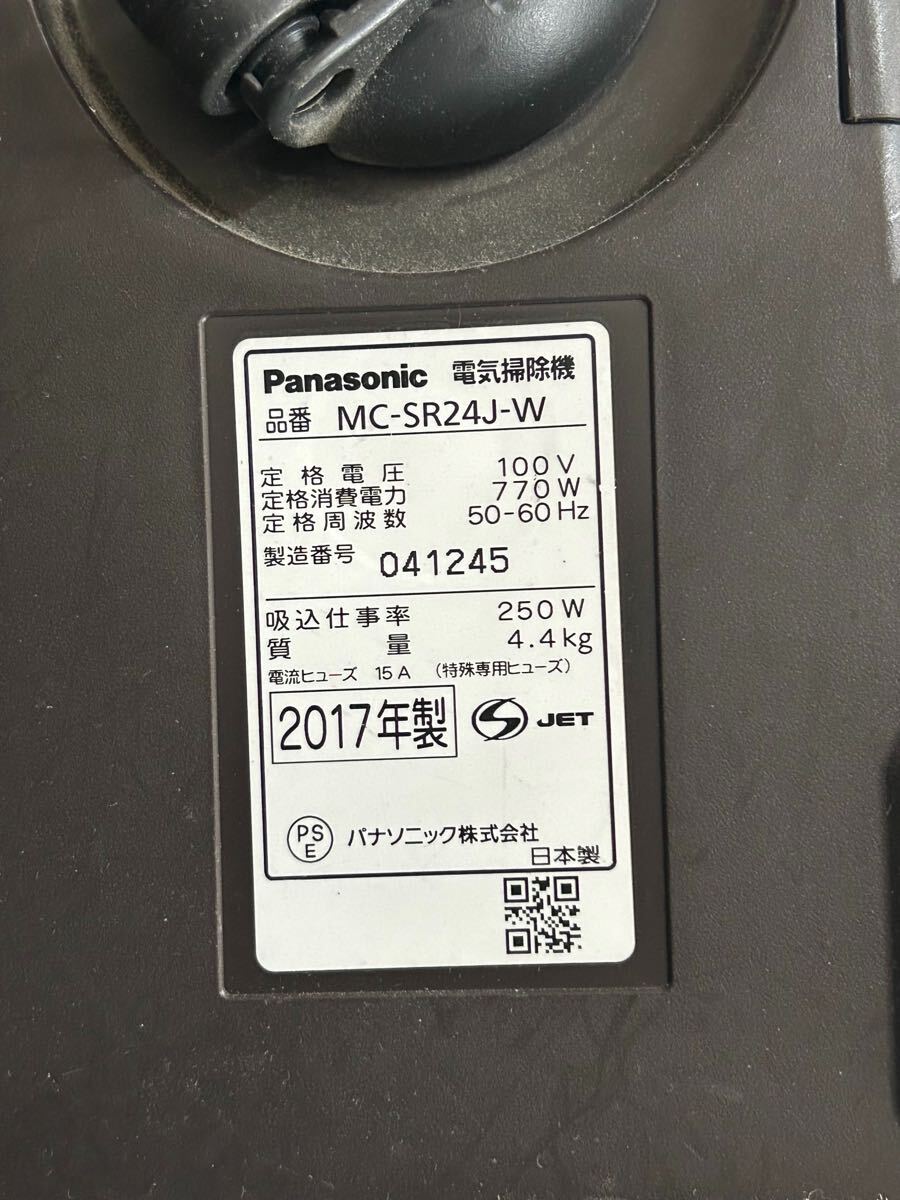 Panasonic 電気掃除機
品番 MC-SR24J-W
定格電圧 100V
定格消費電力 770W
定格周波数 50-60Hz
製造番号 041245
吸込仕事率 250W
質量 4.4kg
電流ヒューズ 15A (特殊専用ヒューズ)
2017年製 S JET
PS
E
パナソニック株式会社
日本製